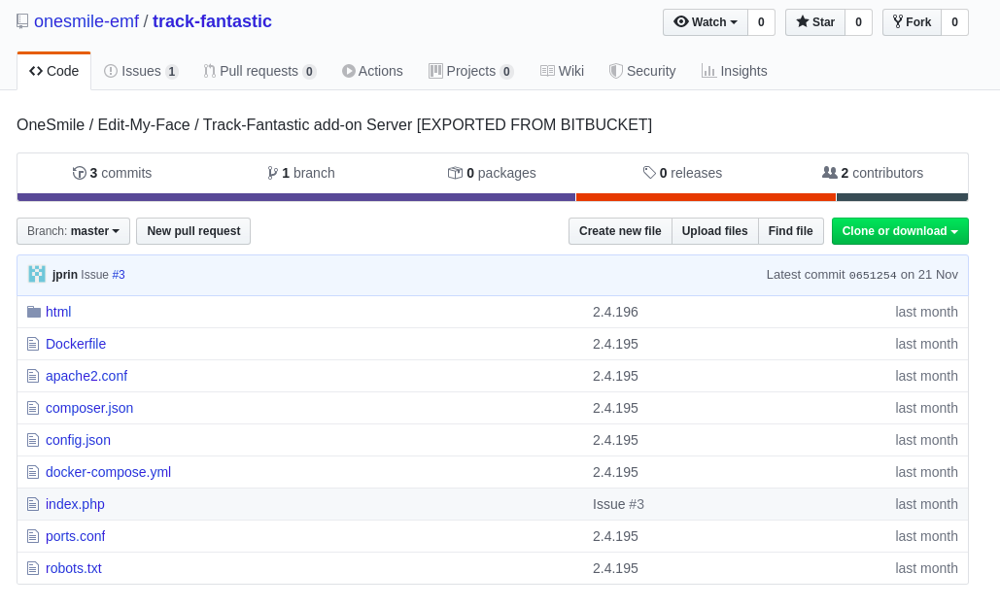 onesmile-emf / track-fantastic
Watch 0 Star 0 Fork 0
Code Issues 1 Pull requests 0 Actions Projects 0 Wiki Security Insights
OneSmile / Edit-My-Face / Track-Fantastic add-on Server [EXPORTED FROM BITBUCKET]
3 commits 1 branch 0 packages 0 releases 2 contributors
Branch: master New pull request Create new file Upload files Find file Clone or download
jprin Issue #3 Latest commit 0651254 on 21 Nov
html 2.4.196 last month
Dockerfile 2.4.195 last month
apache2.conf 2.4.195 last month
composer.json 2.4.195 last month
config.json 2.4.195 last month
docker-compose.yml 2.4.195 last month
index.php Issue #3 last month
ports.conf 2.4.195 last month
robots.txt 2.4.195 last month